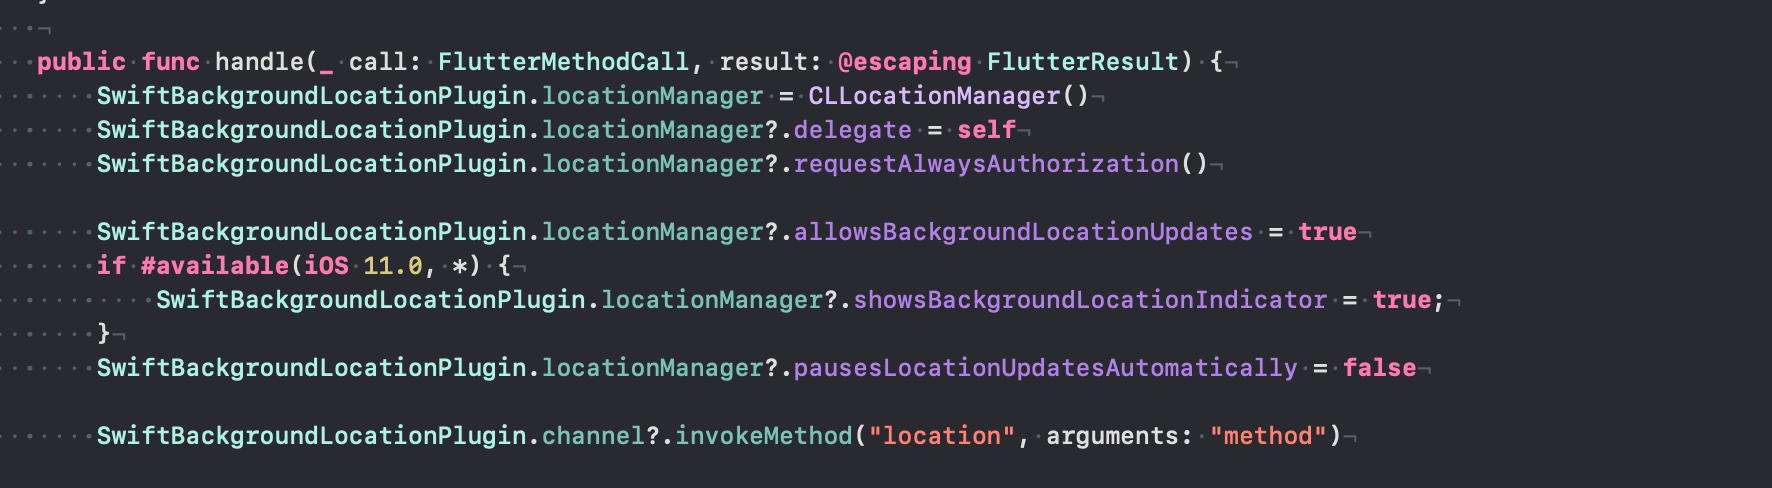 }
public func handle(_ call: FlutterMethodCall, result: @escaping FlutterResult) {
SwiftBackgroundLocationPlugin.locationManager = CLLocationManager()
SwiftBackgroundLocationPlugin.locationManager?.delegate = self
SwiftBackgroundLocationPlugin.locationManager?.requestAlwaysAuthorization()
SwiftBackgroundLocationPlugin.locationManager?.allowsBackgroundLocationUpdates = true
if #available(iOS 11.0, *) {
SwiftBackgroundLocationPlugin.locationManager?.showsBackgroundLocationIndicator = true;
}
SwiftBackgroundLocationPlugin.locationManager?.pausesLocationUpdatesAutomatically = false
SwiftBackgroundLocationPlugin.channel?.invokeMethod("location", arguments: "method")